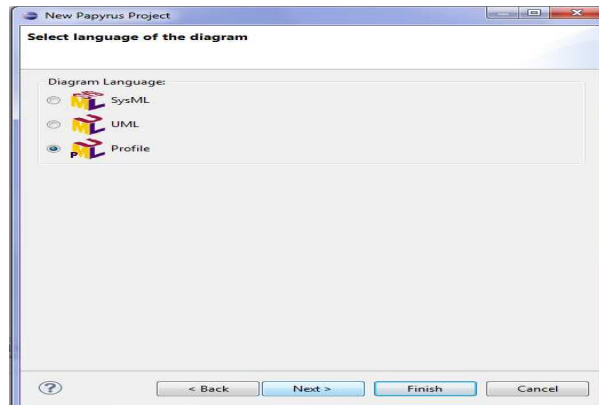 New Papyrus Project
Select language of the diagram
Diagram Language:
SysML
UML
Profile
? < Back Next > Finish Cancel